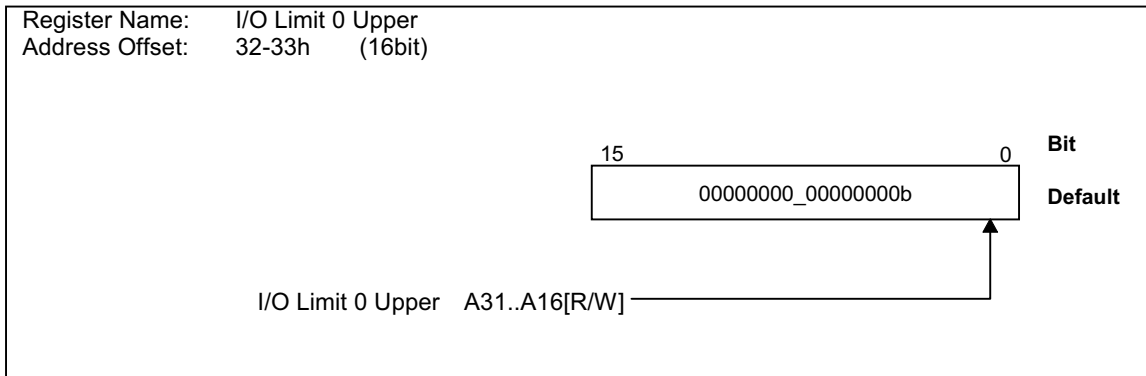 Register Name: I/O Limit 0 Upper
Address Offset: 32-33h (16bit)
15 0 Bit
00000000_00000000b Default
I/O Limit 0 Upper A31..A16[R/W]